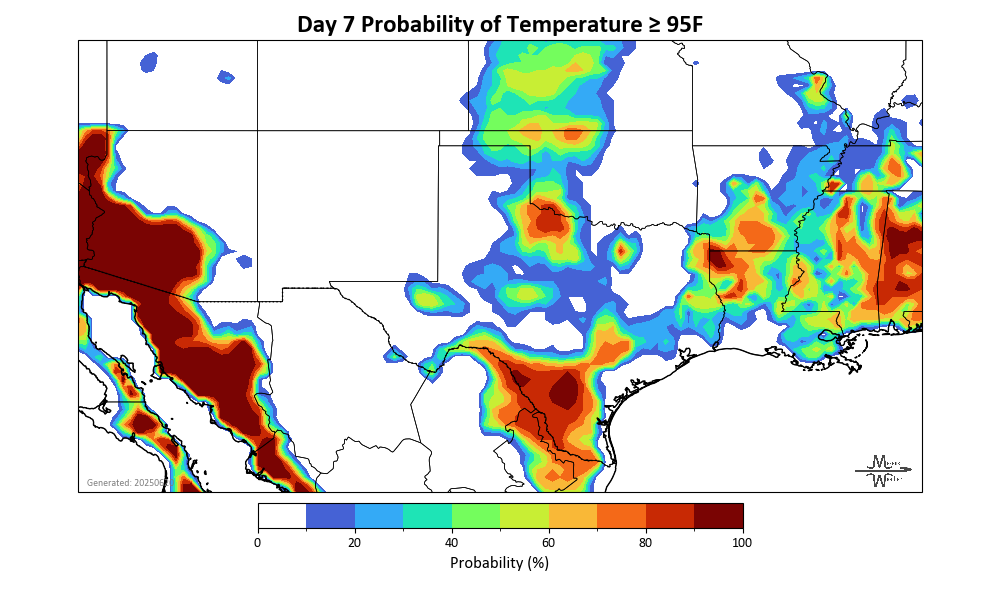 Day 7 Probability of Temperature ≥ 95F
Generated: 202506
0 20 40 60 80 100
Probability (%)